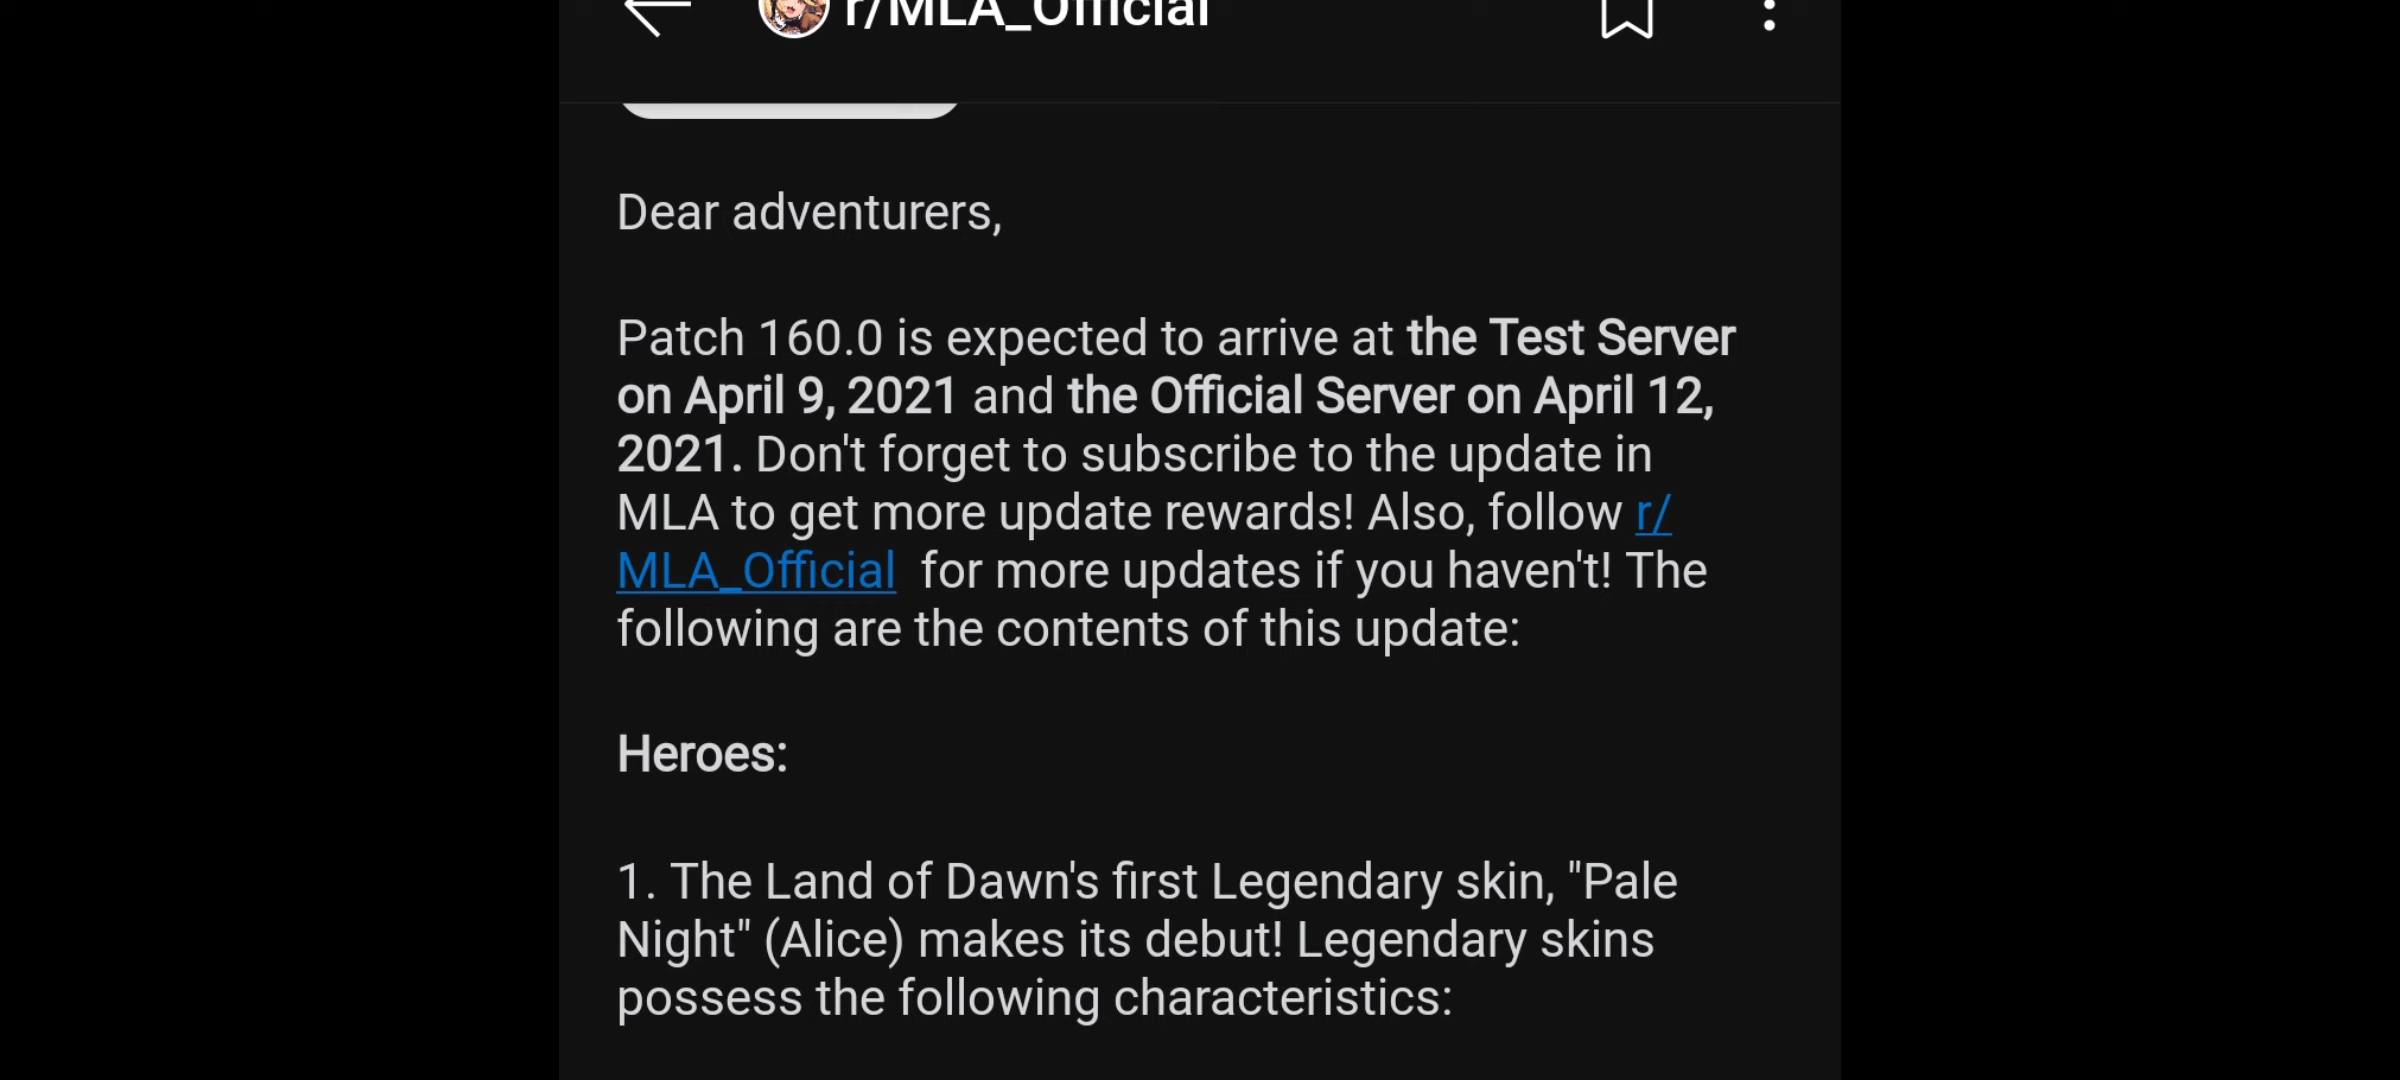 r/MLA_Official
Dear adventurers,
Patch 160.0 is expected to arrive at the Test Server
on April 9, 2021 and the Official Server on April 12,
2021. Don't forget to subscribe to the update in
MLA to get more update rewards! Also, follow r/
MLA_Official for more updates if you haven't! The
following are the contents of this update:
Heroes:
1. The Land of Dawn's first Legendary skin, "Pale
Night" (Alice) makes its debut! Legendary skins
possess the following characteristics: